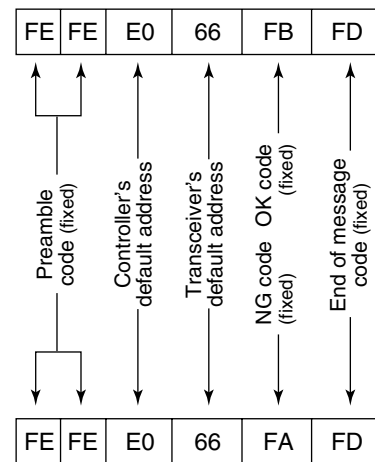 FE FE E0 66 FB FD
Preamble
code (fixed)
Controller's
default address
Transceiver's
default address
OK code
(fixed)
NG code
(fixed)
End of message
code (fixed)
FE FE E0 66 FA FD